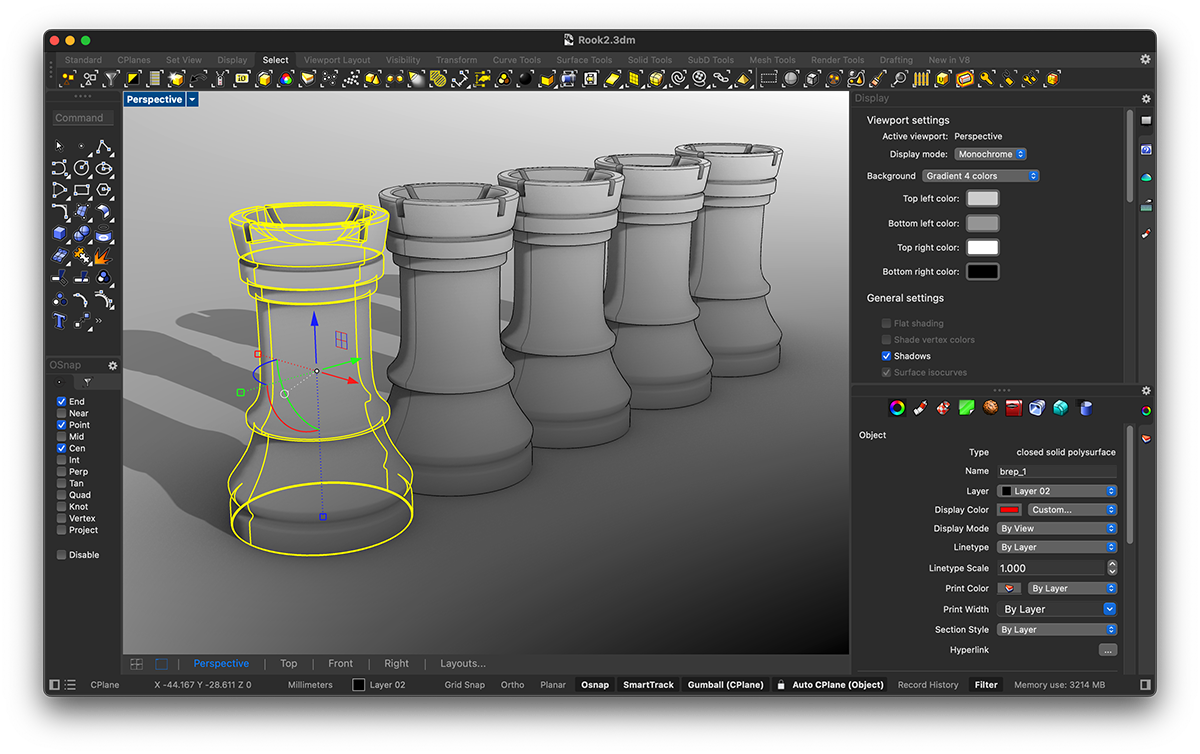 Rook2.3dm
Standard CPlanes Set View Display Select Viewport Layout Visibility Transform Curve Tools Surface Tools Solid Tools SubD Tools Mesh Tools Render Tools Drafting New in V8
Perspective
Command
OSnap
End
Near
Point
Mid
Cen
Int
Perp
Tan
Quad
Knot
Vertex
Project
Disable
Display
Viewport settings
Active viewport: Perspective
Display mode: Monochrome
Background Gradient 4 colors
Top left color:
Bottom left color:
Top right color:
Bottom right color:
General settings
Flat shading
Shade vertex colors
Shadows
Surface isocurves
Object
Type closed solid polysurface
Name brep_1
Layer Layer 02
Display Color Custom...
Display Mode By View
Linetype By Layer
Linetype Scale 1.000
Print Color By Layer
Print Width By Layer
Section Style By Layer
Hyperlink ...
Perspective Top Front Right Layouts...
CPlane X -44.167 Y -28.611 Z 0 Millimeters Layer 02 Grid Snap Ortho Planar Osnap SmartTrack Gumball (CPlane) Auto CPlane (Object) Record History Filter Memory use: 3214 MB